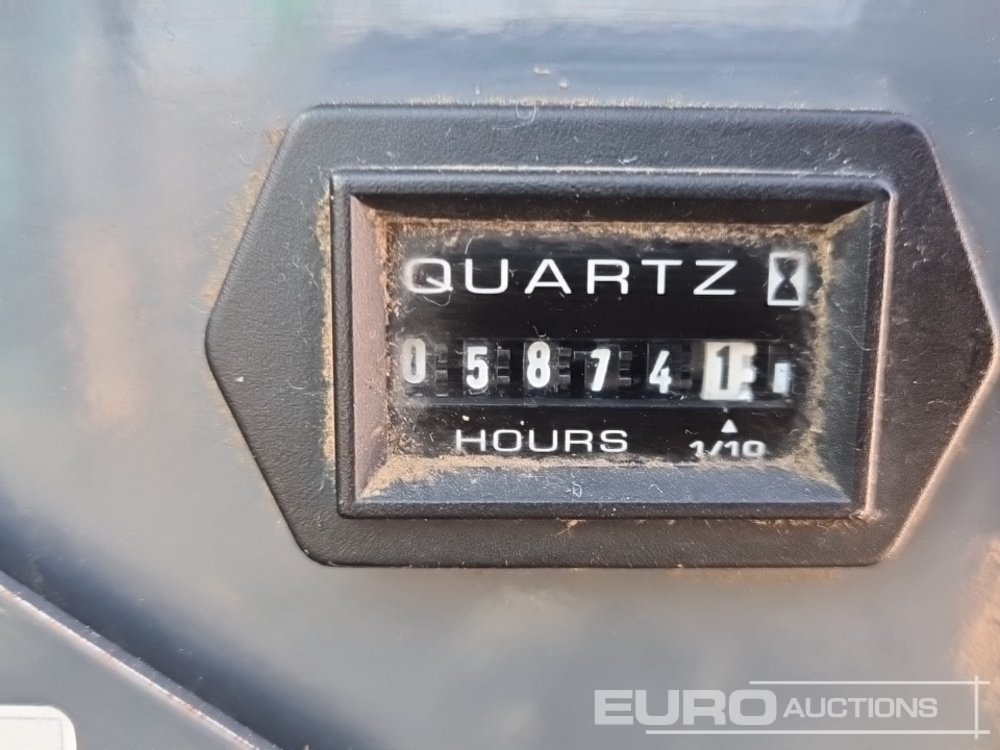 QUARTZ
058741
HOURS 1/10
EURO AUCTIONS